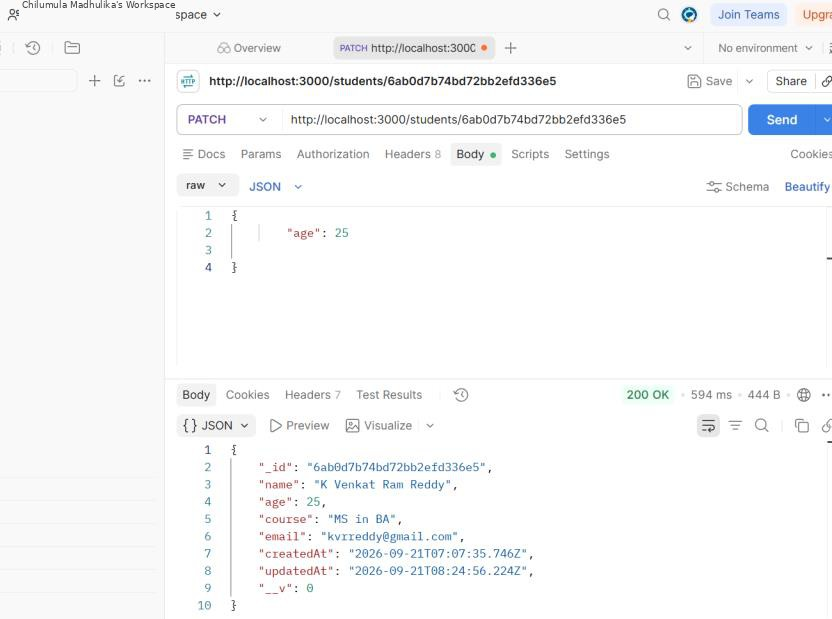 Chilumula Madhulika's Workspace
space
Join Teams
Upgra
Overview
PATCH http://localhost:300
No environment
HTTP http://localhost:3000/students/6ab0d7b74bd72bb2efd336e5
Save
Share
PATCH http://localhost:3000/students/6ab0d7b74bd72bb2efd336e5
Send
Docs Params Authorization Headers 8 Body Scripts Settings Cookies
raw JSON Schema Beautify
1 {
2 "age": 25
3
4 }
Body Cookies Headers 7 Test Results 200 OK 594 ms 444 B
{} JSON Preview Visualize
1 {
2 "_id": "6ab0d7b74bd72bb2efd336e5",
3 "name": "K Venkat Ram Reddy",
4 "age": 25,
5 "course": "MS in BA",
6 "email": "kvrreddy@gmail.com",
7 "createdAt": "2026-09-21T07:07:35.746Z",
8 "updatedAt": "2026-09-21T08:24:56.224Z",
9 "__v": 0
10 }